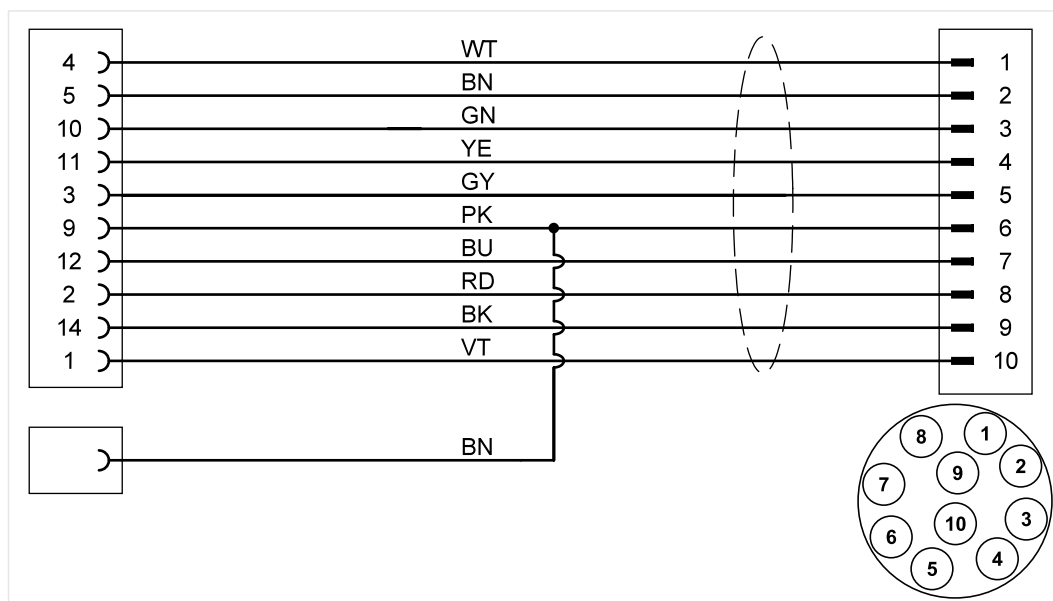 4 WT 1
5 BN 2
10 GN 3
11 YE 4
3 GY 5
9 PK 6
12 BU 7
2 RD 8
14 BK 9
1 VT 10
BN
8 1
9 2
7
10 3
6
5 4